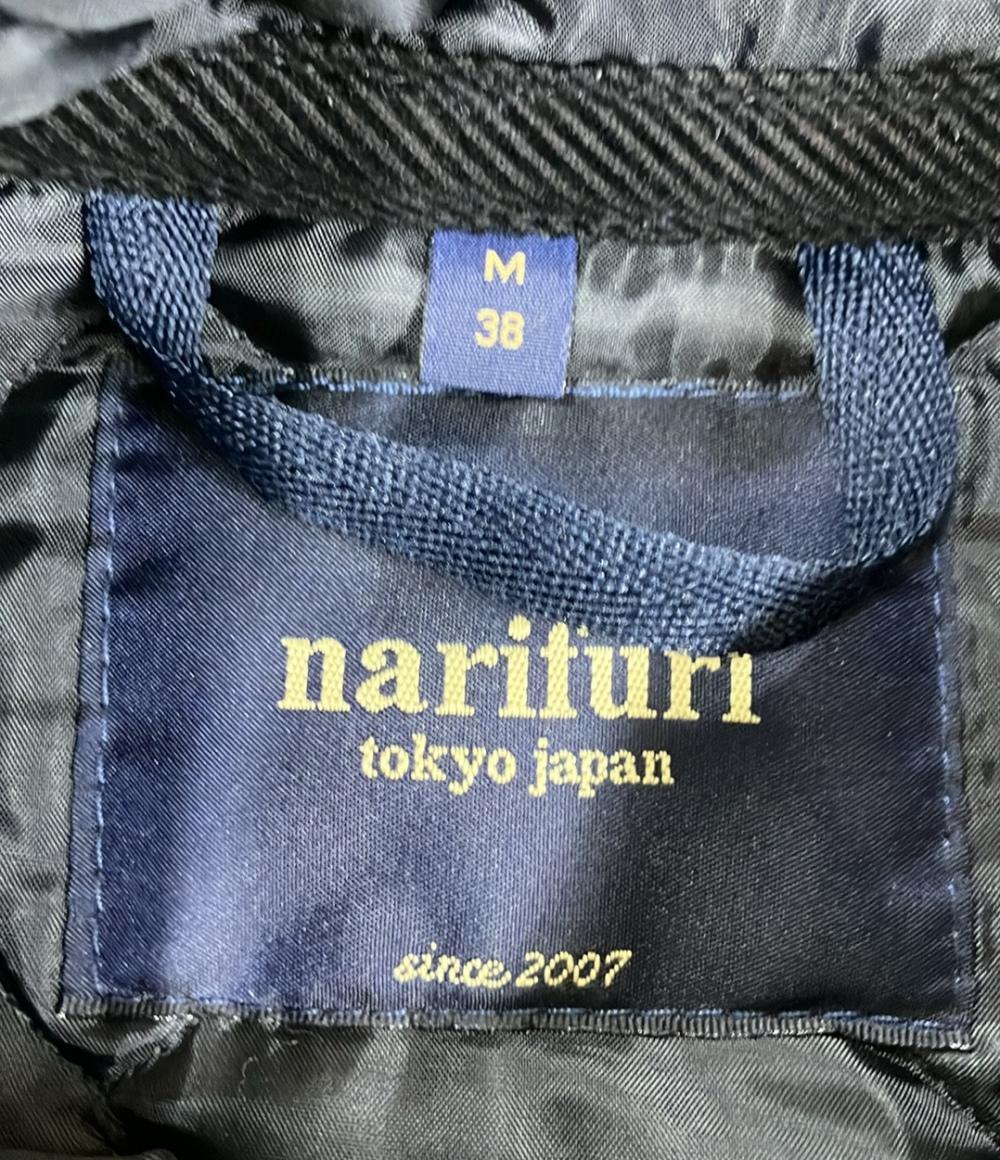 M
38
narifuri
tokyo japan
since 2007